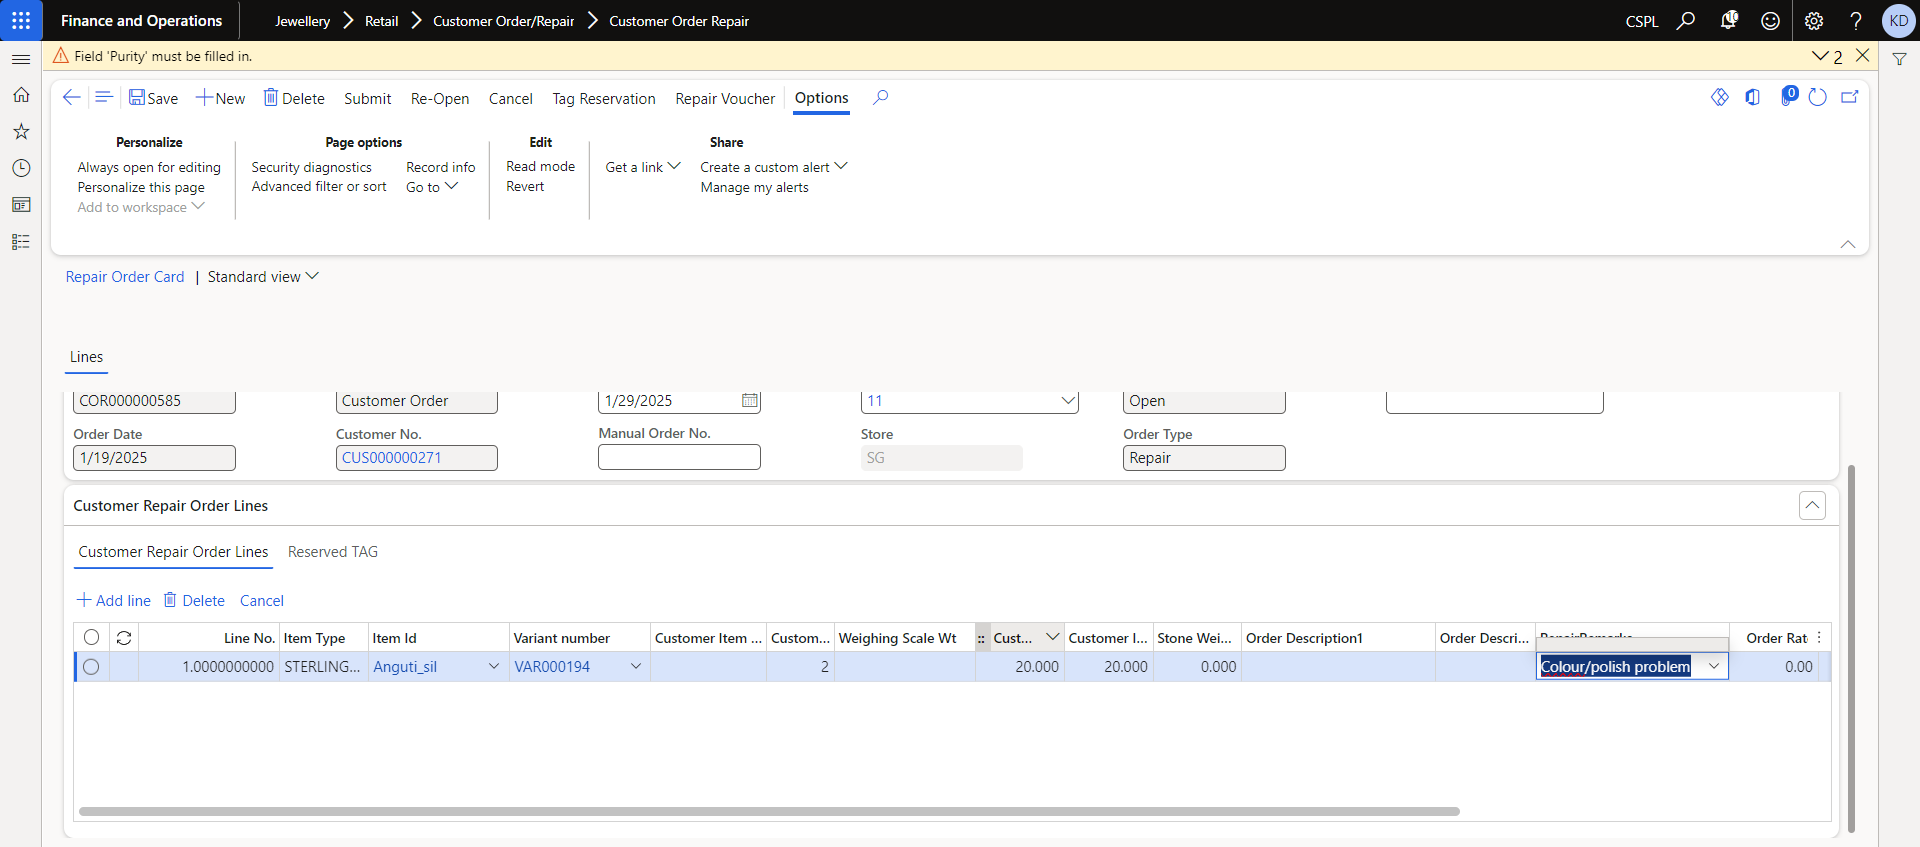 Finance and Operations
Jewellery > Retail > Customer Order/Repair > Customer Order Repair
CSPL
KD
Field 'Purity' must be filled in.
2
Save
New
Delete
Submit
Re-Open
Cancel
Tag Reservation
Repair Voucher
Options
0
Personalize
Always open for editing
Personalize this page
Add to workspace
Page options
Security diagnostics
Advanced filter or sort
Record info
Go to
Edit
Read mode
Revert
Share
Get a link
Create a custom alert
Manage my alerts
Repair Order Card | Standard view
Lines
COR000000585
Customer Order
1/29/2025
11
Open
Order Date
Customer No.
Manual Order No.
Store
Order Type
1/19/2025
CUS000000271
SG
Repair
Customer Repair Order Lines
Customer Repair Order Lines
Reserved TAG
Add line
Delete
Cancel
Line No. Item Type Item Id Variant number Customer Item ... Custom... Weighing Scale Wt Cust... Customer I... Stone Wei... Order Description1 Order Descri... RepairRemarks Order Rate
1.0000000000 STERLING... Anguti_sil VAR000194 2 20.000 20.000 0.000 Colour/polish problem 0.00